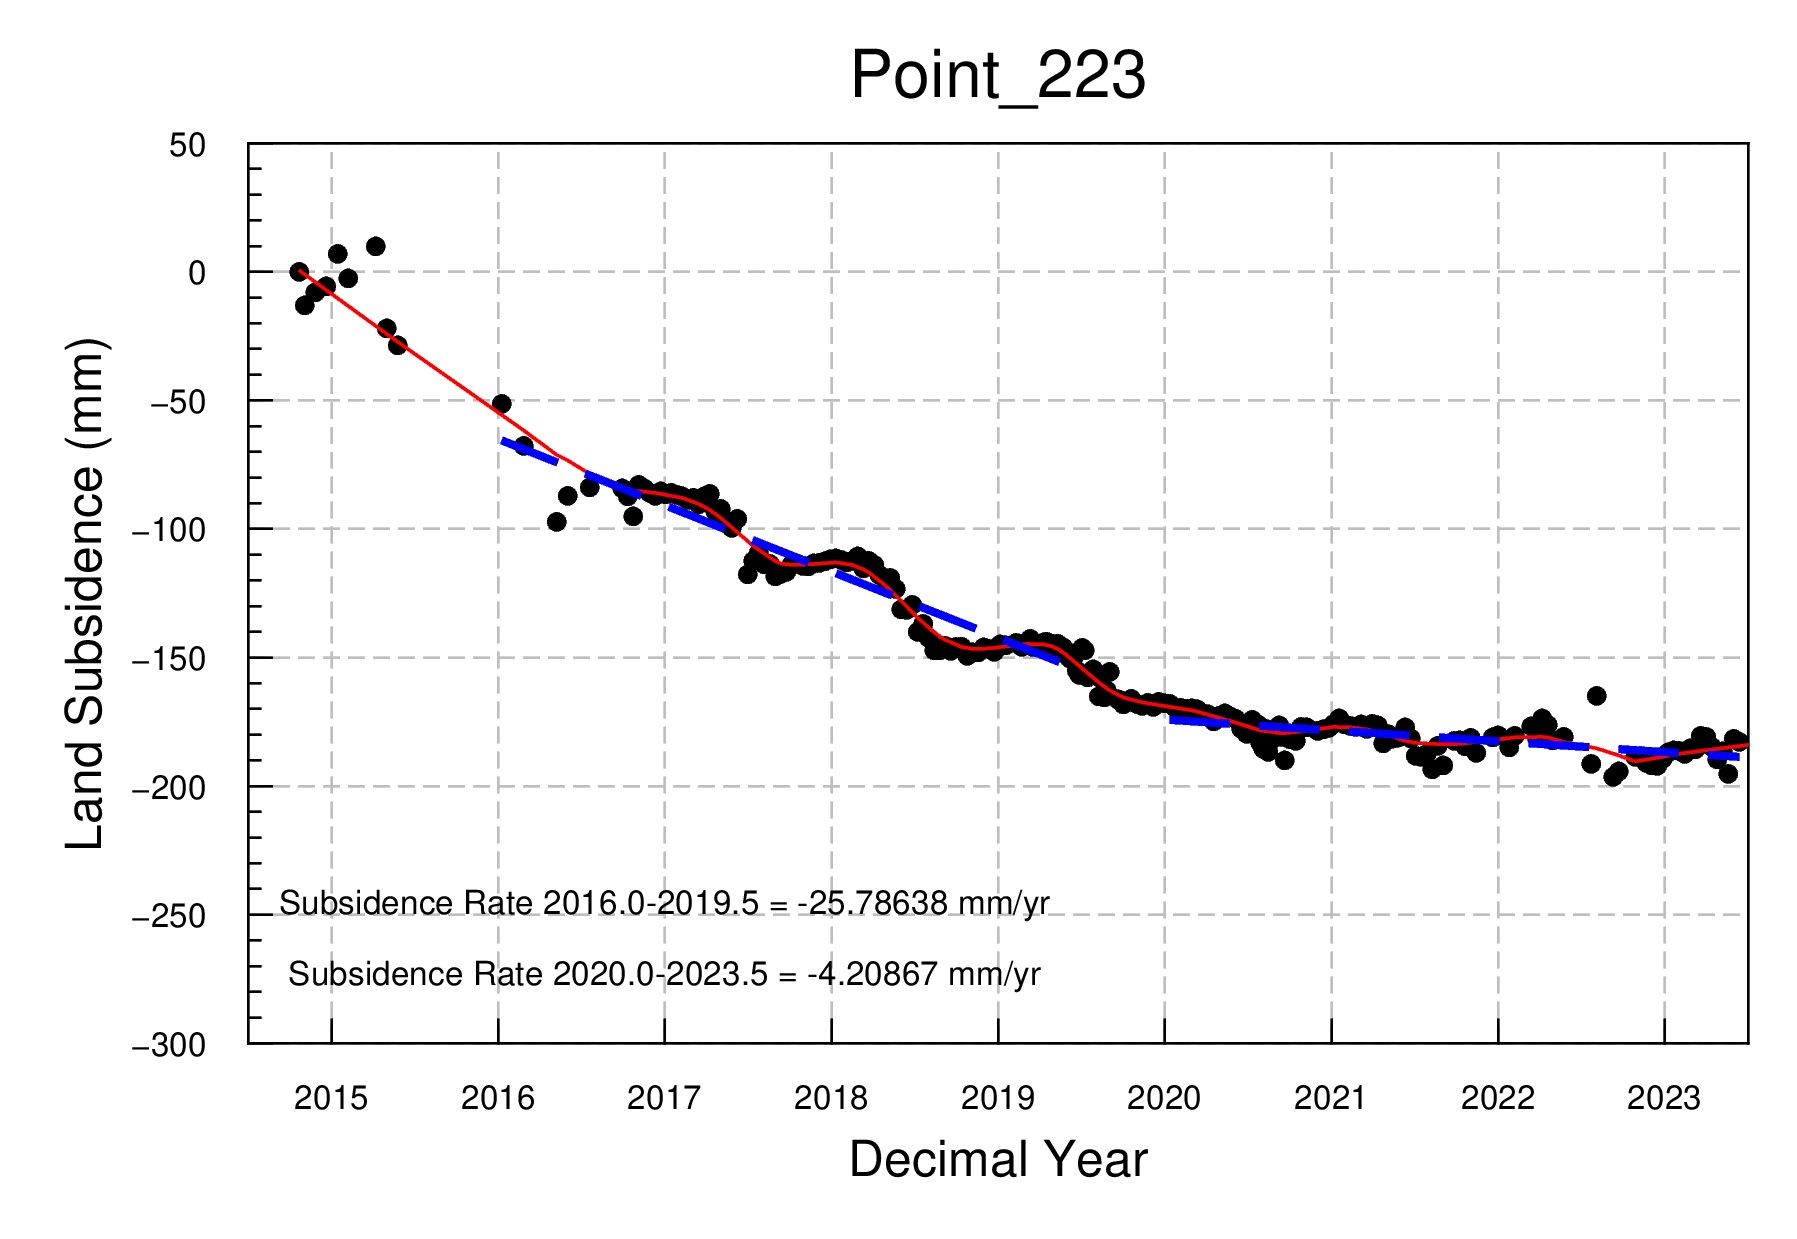 Point_223
50
0
−50
−100
−150
−200
−250
−300
Land Subsidence (mm)
Subsidence Rate 2016.0-2019.5 = -25.78638 mm/yr
Subsidence Rate 2020.0-2023.5 = -4.20867 mm/yr
2015 2016 2017 2018 2019 2020 2021 2022 2023
Decimal Year